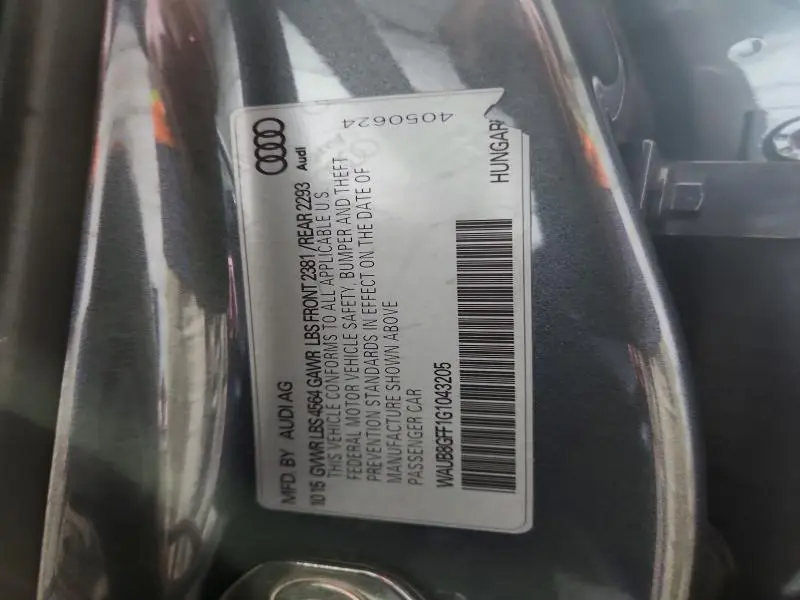 MFD. BY AUDI AG
Audi
10 15 GVWR LBS 4564 GAWR LBS FRONT 2381 /REAR 2293
THIS VEHICLE CONFORMS TO ALL APPLICABLE U.S.
FEDERAL MOTOR VEHICLE SAFETY, BUMPER AND THEFT
PREVENTION STANDARDS IN EFFECT ON THE DATE OF
MANUFACTURE SHOWN ABOVE
PASSENGER CAR
4050624
WAUB8GFF1G1043205
HUNGAR